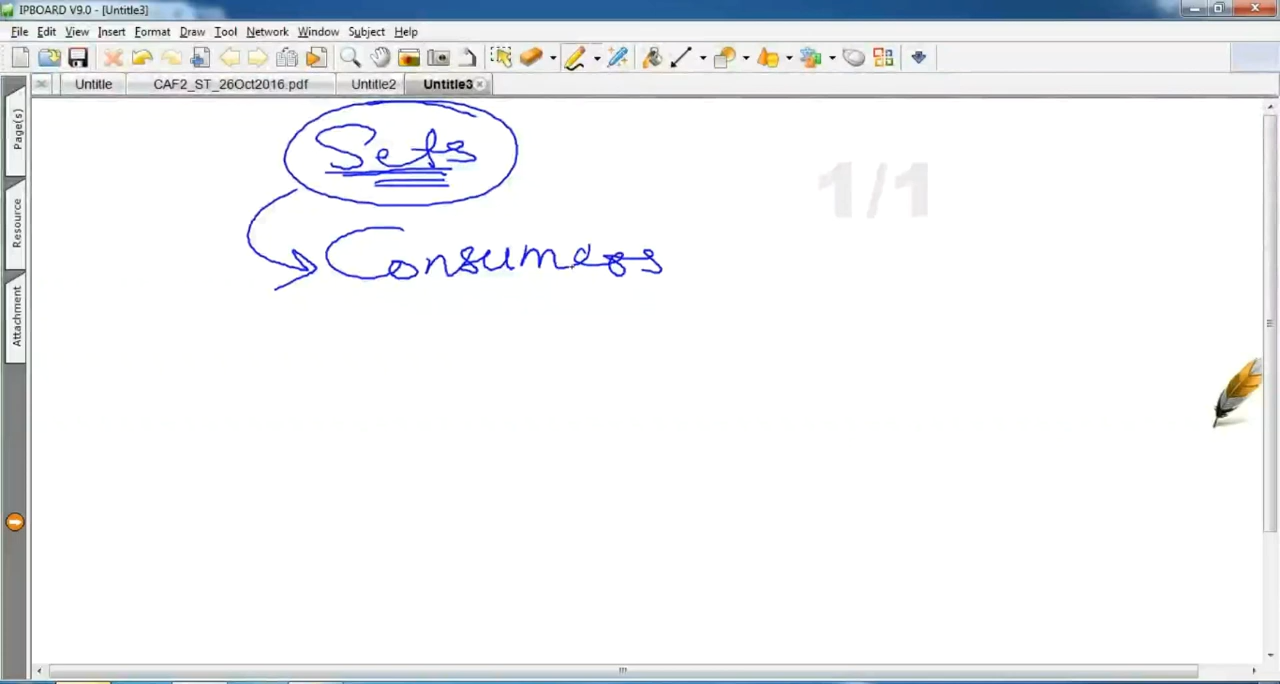 IPBOARD V9.0 - [Untitle3]
File Edit View Insert Format Draw Tool Network Window Subject Help
Untitle CAF2_ST_26Oct2016.pdf Untitle2 Untitle3
Page(s)
Resource
Attachment
Sets
Consumers
1/1